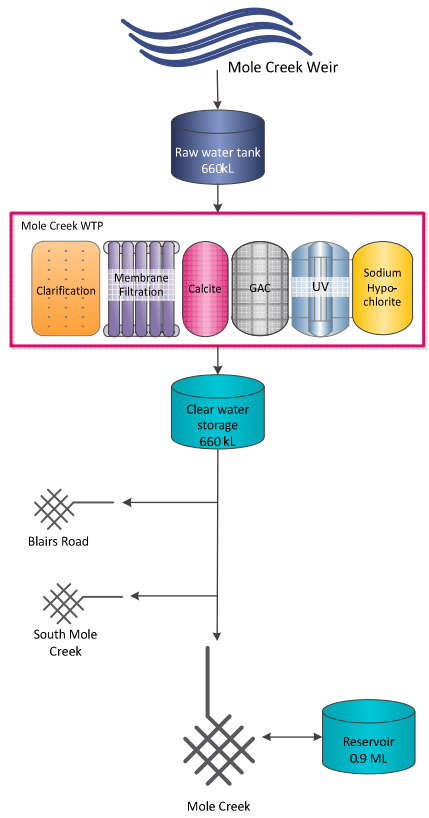 Mole Creek Weir
Raw water tank
660kL
Mole Creek WTP
Clarification
Membrane
Filtration
Calcite
GAC
UV
Sodium
Hypo-
chlorite
Clear water
storage
660 kL
Blairs Road
South Mole
Creek
Reservoir
0.9 ML
Mole Creek